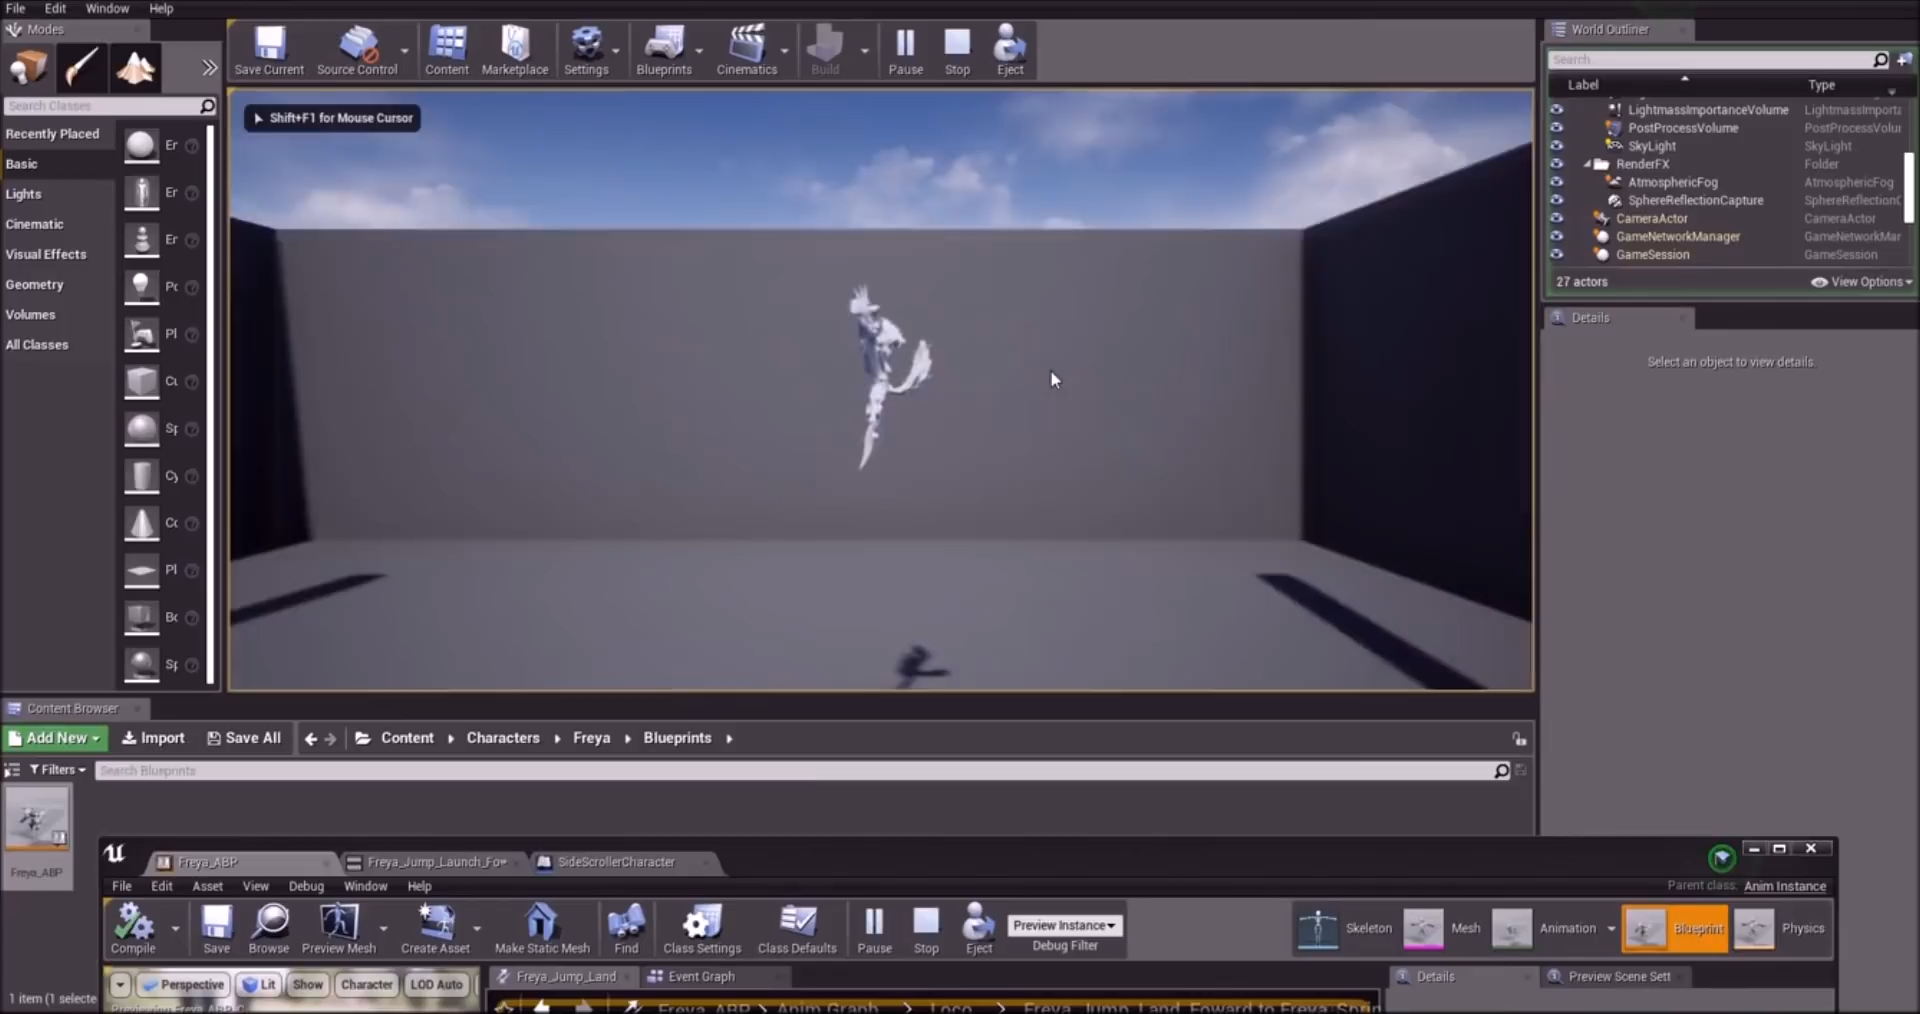 File Edit Window Help
Modes
World Outliner
Save Current
Source Control
Content
Marketplace
Settings
Blueprints
Cinematics
Build
Pause
Stop
Eject
Search
Label Type
Search Classes
Shift+F1 for Mouse Cursor
Recently Placed
Basic
Lights
Cinematic
Visual Effects
Geometry
Volumes
All Classes
Er
Er
Er
Pc
Pl
Cu
Sp
Cy
Cc
Pl
Bc
Sp
LightmassImportanceVolume LightmassImporta
PostProcessVolume PostProcessVolur
SkyLight SkyLight
RenderFX Folder
AtmosphericFog AtmosphericFog
SphereReflectionCapture SphereReflectionC
CameraActor CameraActor
GameNetworkManager GameNetworkMar
GameSession GameSession
27 actors View Options
Details
Select an object to view details.
Content Browser
Add New Import Save All Content Characters Freya Blueprints
Filters Search Blueprints
Freya_ABP
1 item (1 selecte
Freya_ABP Freya_Jump_Launch_Fo SideScrollerCharacter
File Edit Asset View Debug Window Help
Parent class: Anim Instance
Compile
Save
Browse
Preview Mesh
Create Asset
Make Static Mesh
Find
Class Settings
Class Defaults
Pause
Stop
Eject
Preview Instance
Debug Filter
Skeleton Mesh Animation Blueprint Physics
Perspective Lit Show Character LOD Auto
Freya_Jump_Land Event Graph
Details Preview Scene Sett
Previewing Freya_ABP_C
Freya_ABP > Anim Graph > Loco > Freya_Jump_Land_Foward to Freya_Sprin